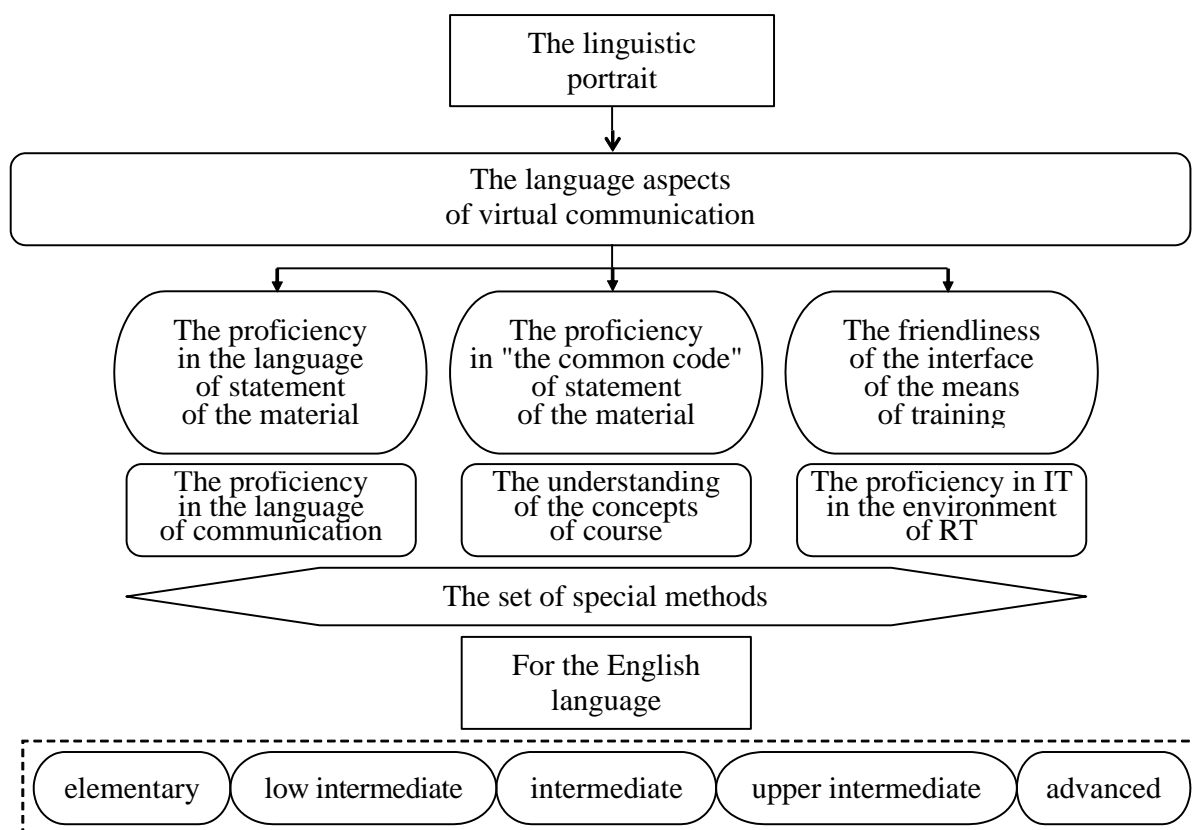 The linguistic
portrait
The language aspects
of virtual communication
The proficiency
in the language
of statement
of the material
The proficiency
in "the common code"
of statement
of the material
The friendliness
of the interface
of the means
of training
The proficiency
in the language
of communication
The understanding
of the concepts
of course
The proficiency in IT
in the environment
of RT
The set of special methods
For the English
language
elementary
low intermediate
intermediate
upper intermediate
advanced